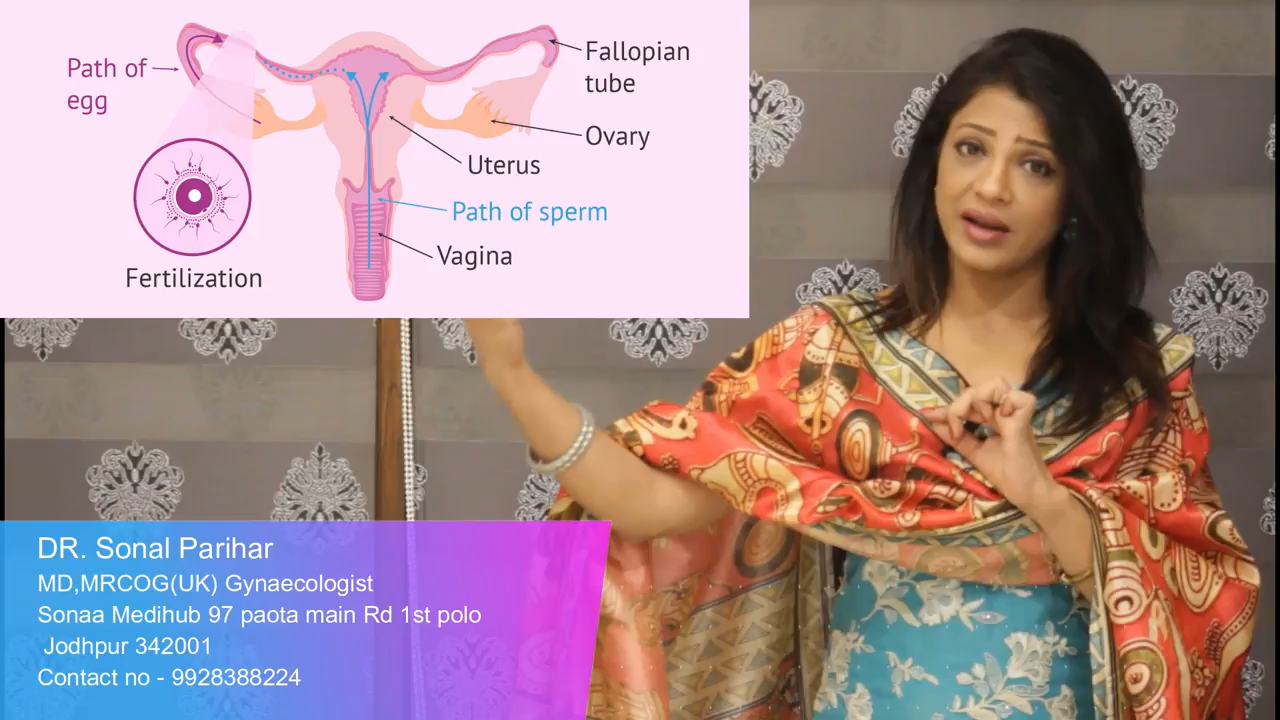 Path of
egg
Fallopian
tube
Ovary
Uterus
Path of sperm
Vagina
Fertilization
DR. Sonal Parihar
MD,MRCOG(UK) Gynaecologist
Sonaa Medihub 97 paota main Rd 1st polo
Jodhpur 342001
Contact no - 9928388224